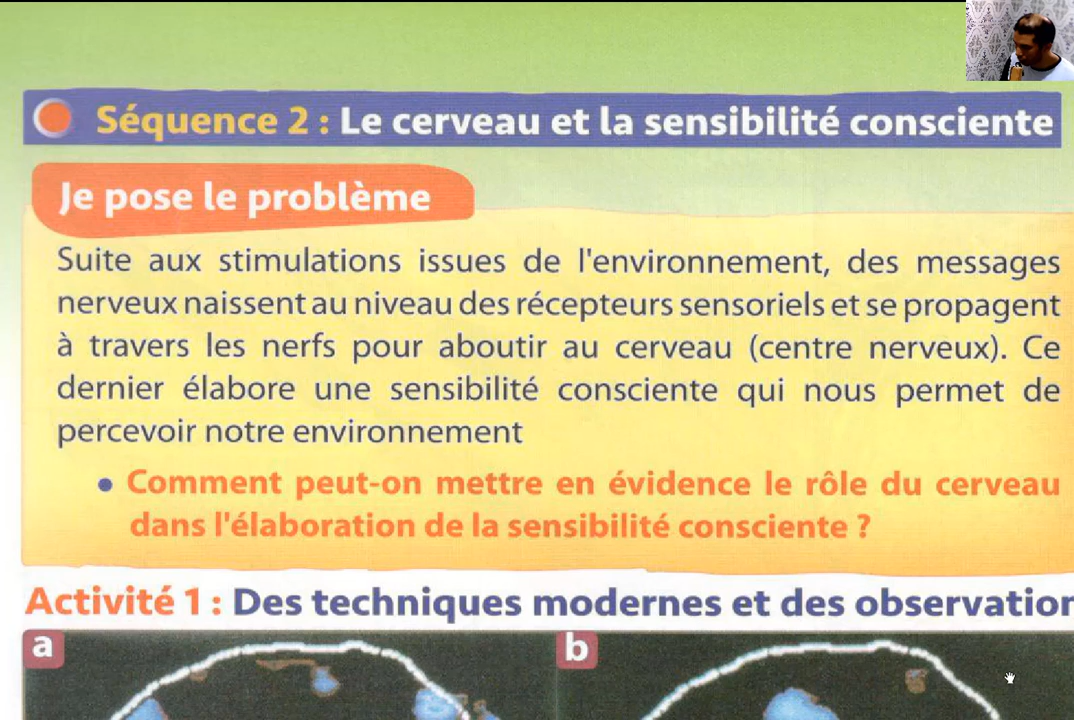 Séquence 2 : Le cerveau et la sensibilité consciente
Je pose le problème
Suite aux stimulations issues de l'environnement, des messages
nerveux naissent au niveau des récepteurs sensoriels et se propagent
à travers les nerfs pour aboutir au cerveau (centre nerveux). Ce
dernier élabore une sensibilité consciente qui nous permet de
percevoir notre environnement
• Comment peut-on mettre en évidence le rôle du cerveau
dans l'élaboration de la sensibilité consciente ?
Activité 1 : Des techniques modernes et des observation
a
b